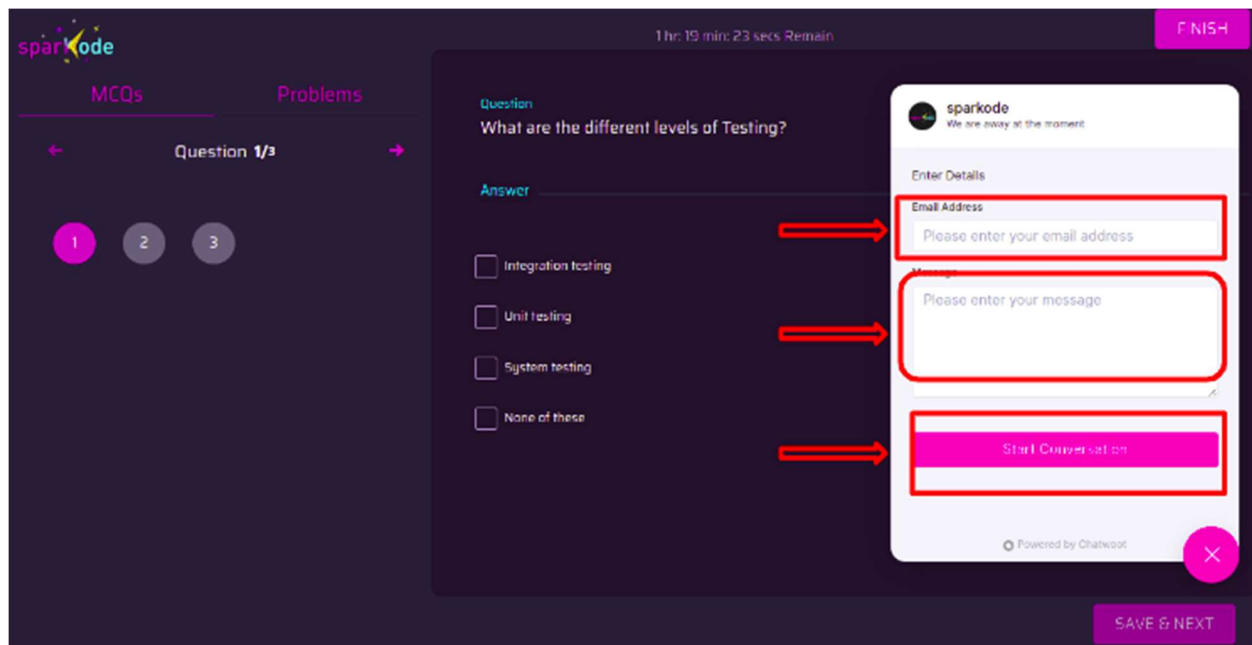 sparkode
1 hr: 19 min: 23 secs Remain
FINISH
MCQs
Problems
Question 1/3
1
2
3
Question
What are the different levels of Testing?
Answer
Integration testing
Unit testing
System testing
None of these
sparkode
We are away at the moment
Enter Details
Email Address
Please enter your email address
Message
Please enter your message
Start Conversation
Powered by Chatwoot
SAVE & NEXT